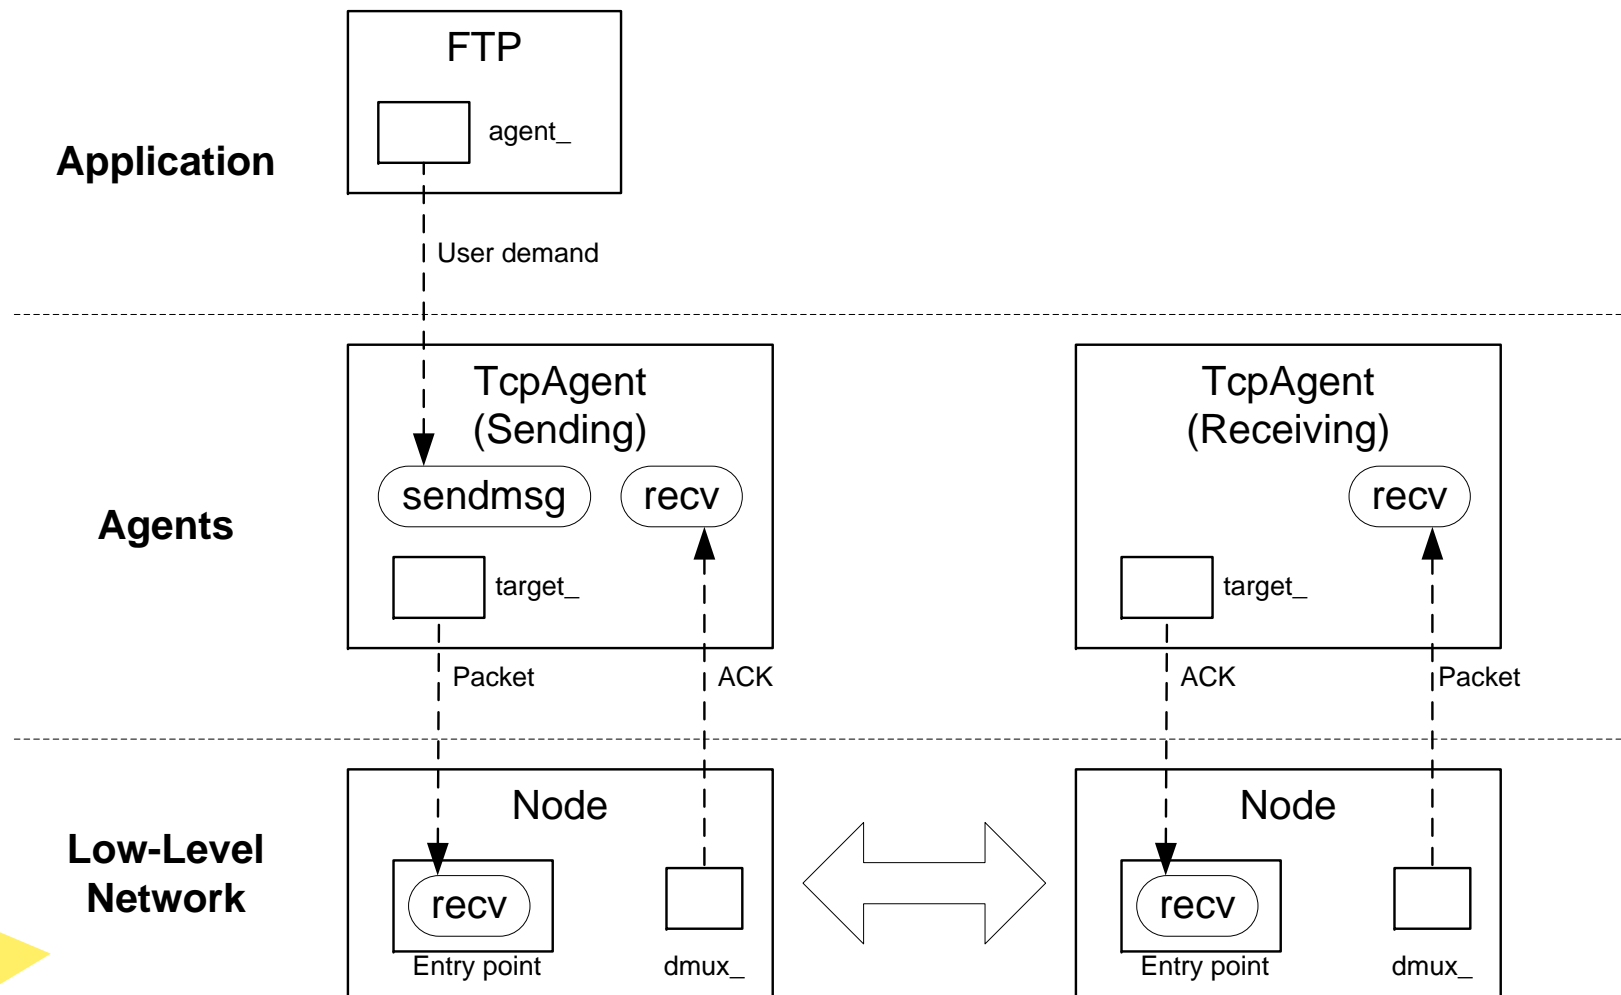 FTP
agent_
Application
User demand
TcpAgent
(Sending)
TcpAgent
(Receiving)
sendmsg
recv
recv
Agents
target_
target_
Packet
ACK
ACK
Packet
Node
Node
Low-Level
Network
recv
recv
Entry point
dmux_
Entry point
dmux_